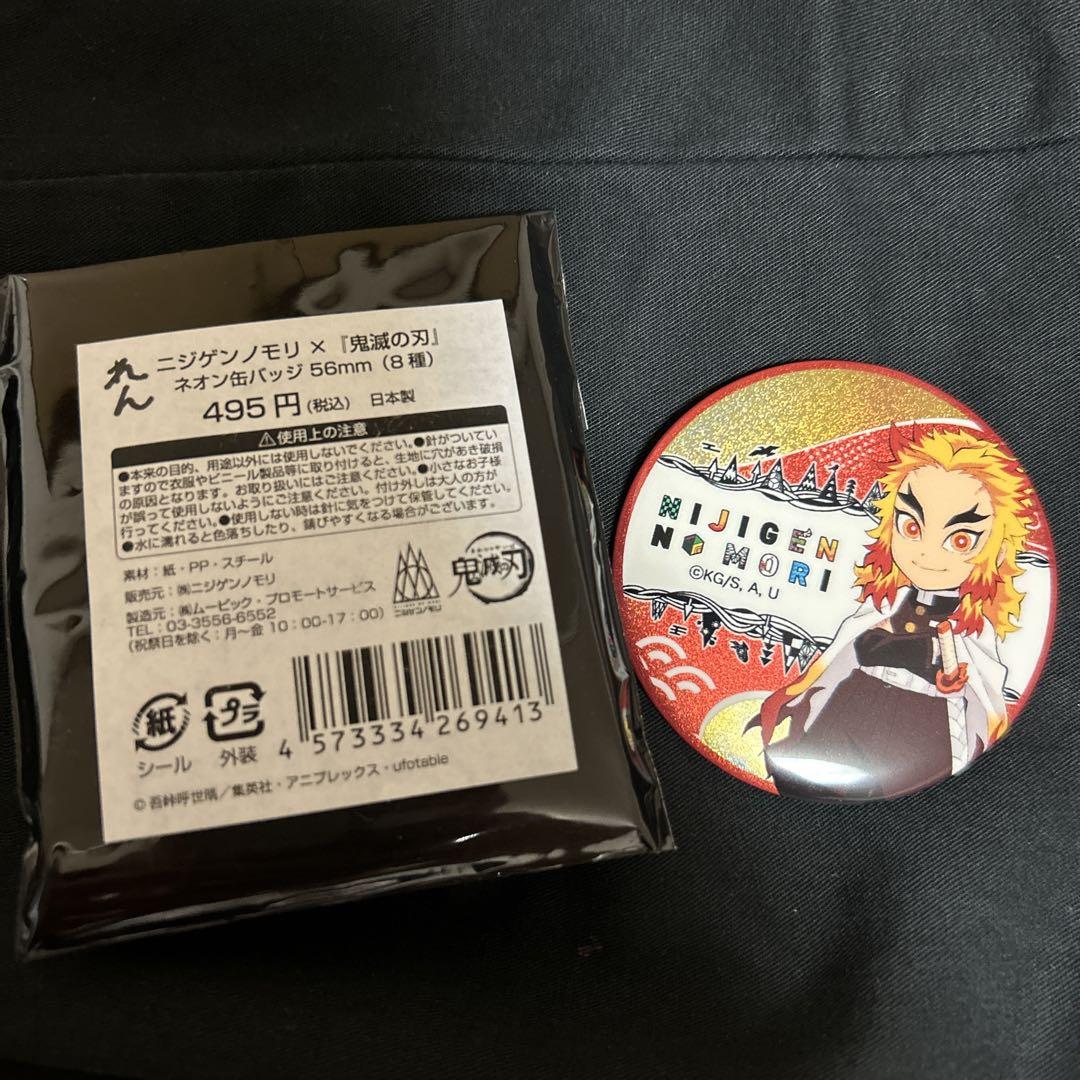 れん
ニジゲンノモリ×『鬼滅の刃』
ネオン缶バッジ 56mm（8種）
495円（税込） 日本製
⚠使用上の注意
●本来の目的、用途以外には使用しないでください。●針がついてい
ますので衣服やビニール製品等に取り付けると、生地に穴があき破損
の原因となります。お取り扱いにはご注意ください。●小さなお子様
が誤って使用しないようにご注意ください。付け外しは大人の方が
行ってください。●使用しない時は針に気をつけて保管してください。
●水に濡れると色落ちしたり、錆びやすくなる場合がございます。
素材：紙・PP・スチール
販売元：㈱ニジゲンノモリ
製造元：㈱ムービック・プロモートサービス
TEL：03-3556-6552
（祝祭日を除く：月〜金 10：00-17：00）
ニジゲンノモリ
鬼滅の刃
紙
シール
プラ
外装
4 573334 269413
©吾峠呼世晴／集英社・アニプレックス・ufotable
NIJIGEN
NO MORI
©KG/S, A, U